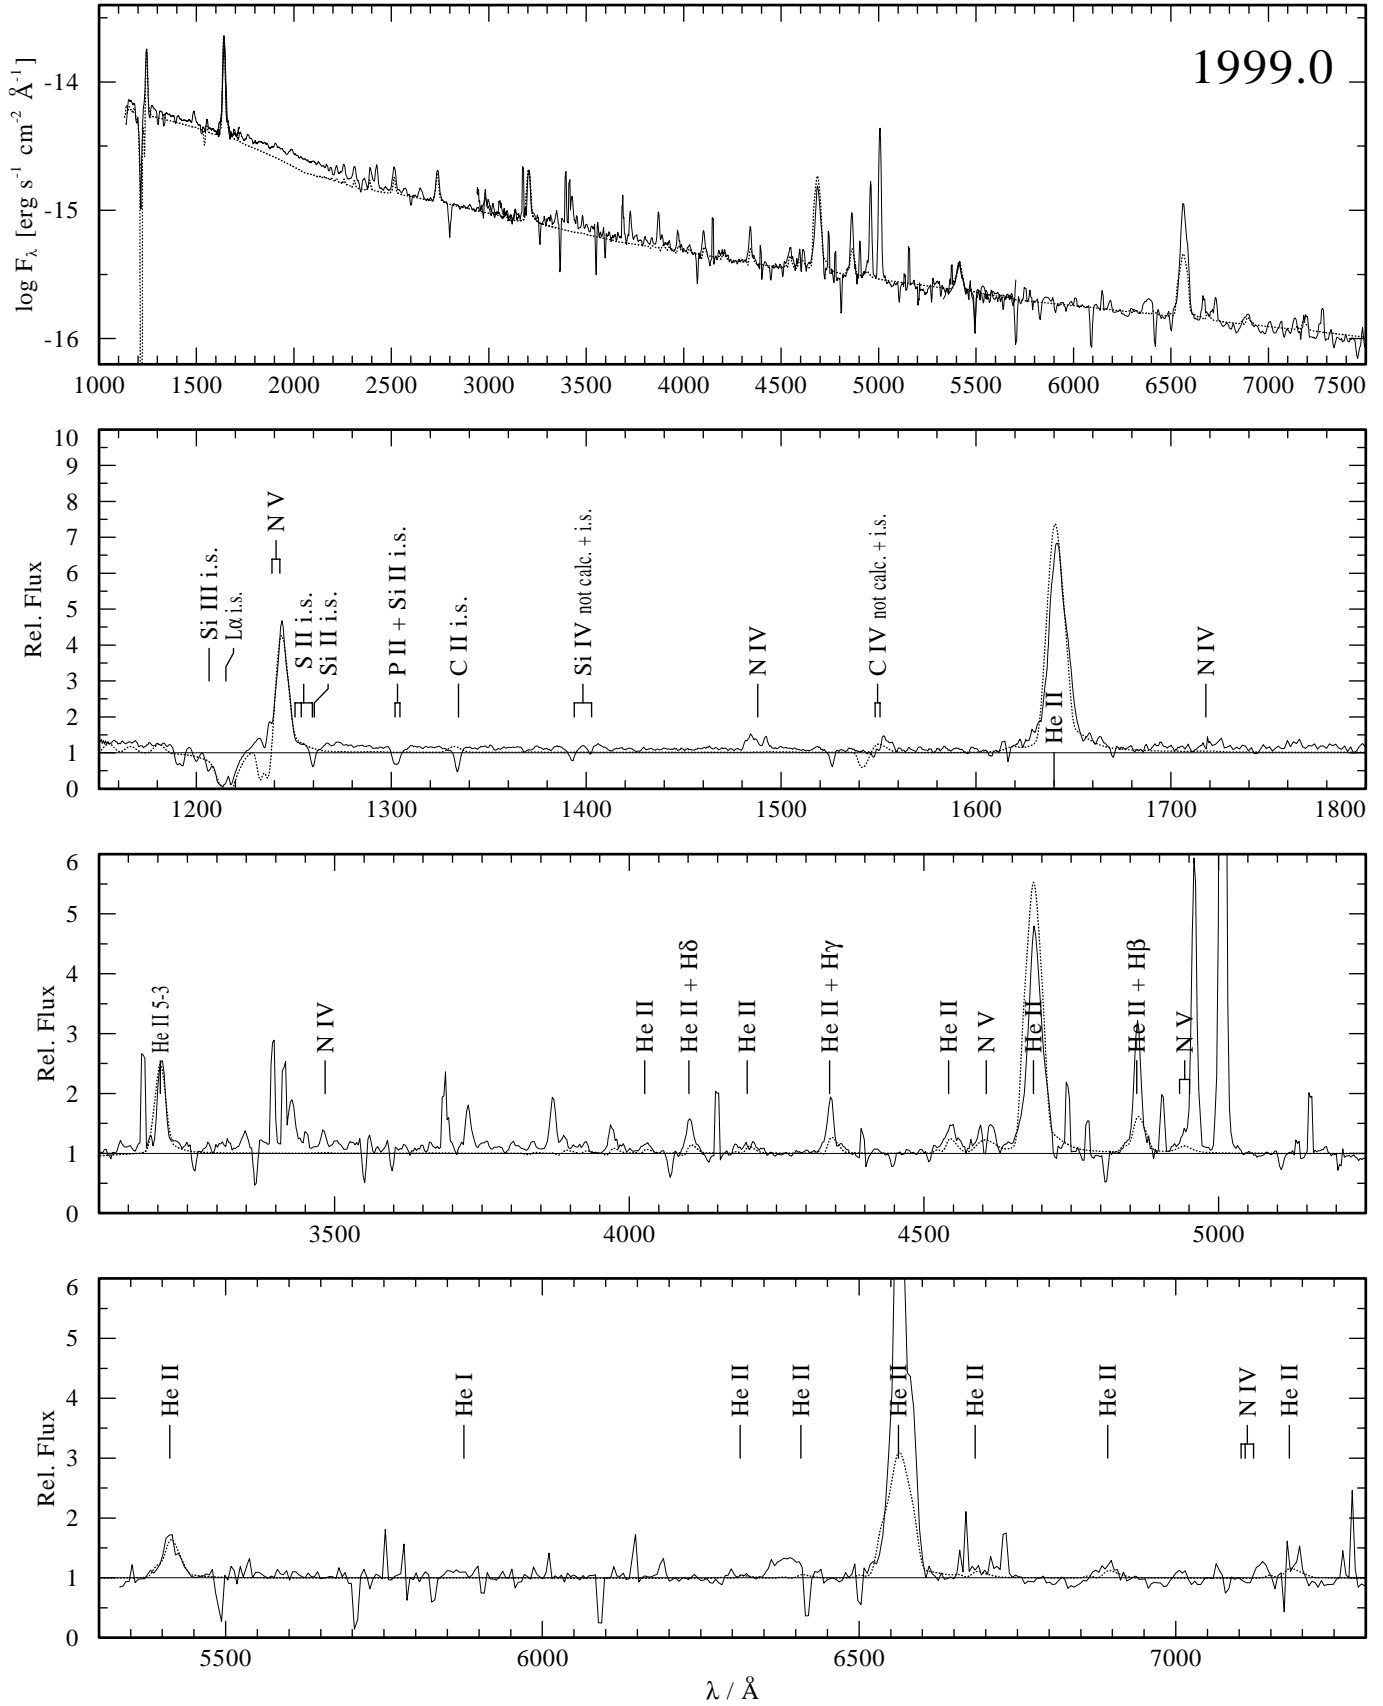 1999.0
log F_λ [erg s⁻¹ cm⁻² Å⁻¹]
-14
-15
-16
1000 1500 2000 2500 3000 3500 4000 4500 5000 5500 6000 6500 7000 7500
Rel. Flux
10
9
8
7
6
5
4
3
2
1
0
Si III i.s.
Lα i.s.
N V
S II i.s.
Si II i.s.
P II + Si II i.s.
C II i.s.
Si IV not calc. + i.s.
N IV
C IV not calc. + i.s.
He II
N IV
1200 1300 1400 1500 1600 1700 1800
Rel. Flux
6
5
4
3
2
1
0
He II 5-3
N IV
He II
He II + Hδ
He II
He II + Hγ
He II
N V
He II
He II + Hβ
N V
3500 4000 4500 5000
Rel. Flux
6
5
4
3
2
1
0
He II
He I
He II
He II
He II
He II
He II
N IV
He II
5500 6000 6500 7000
λ / Å